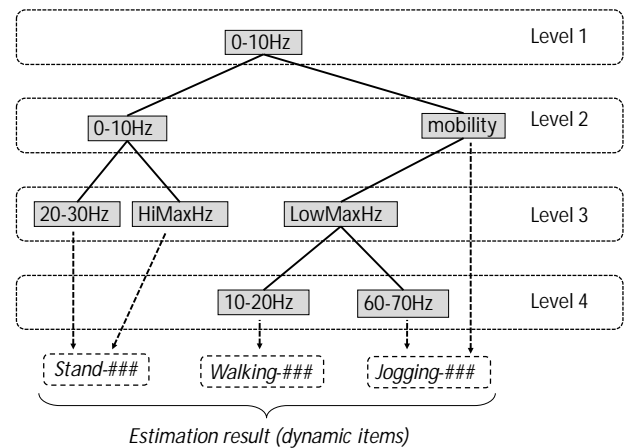 0-10Hz Level 1
0-10Hz mobility Level 2
20-30Hz HiMaxHz LowMaxHz Level 3
10-20Hz 60-70Hz Level 4
Stand-### Walking-### Jogging-###
Estimation result (dynamic items)